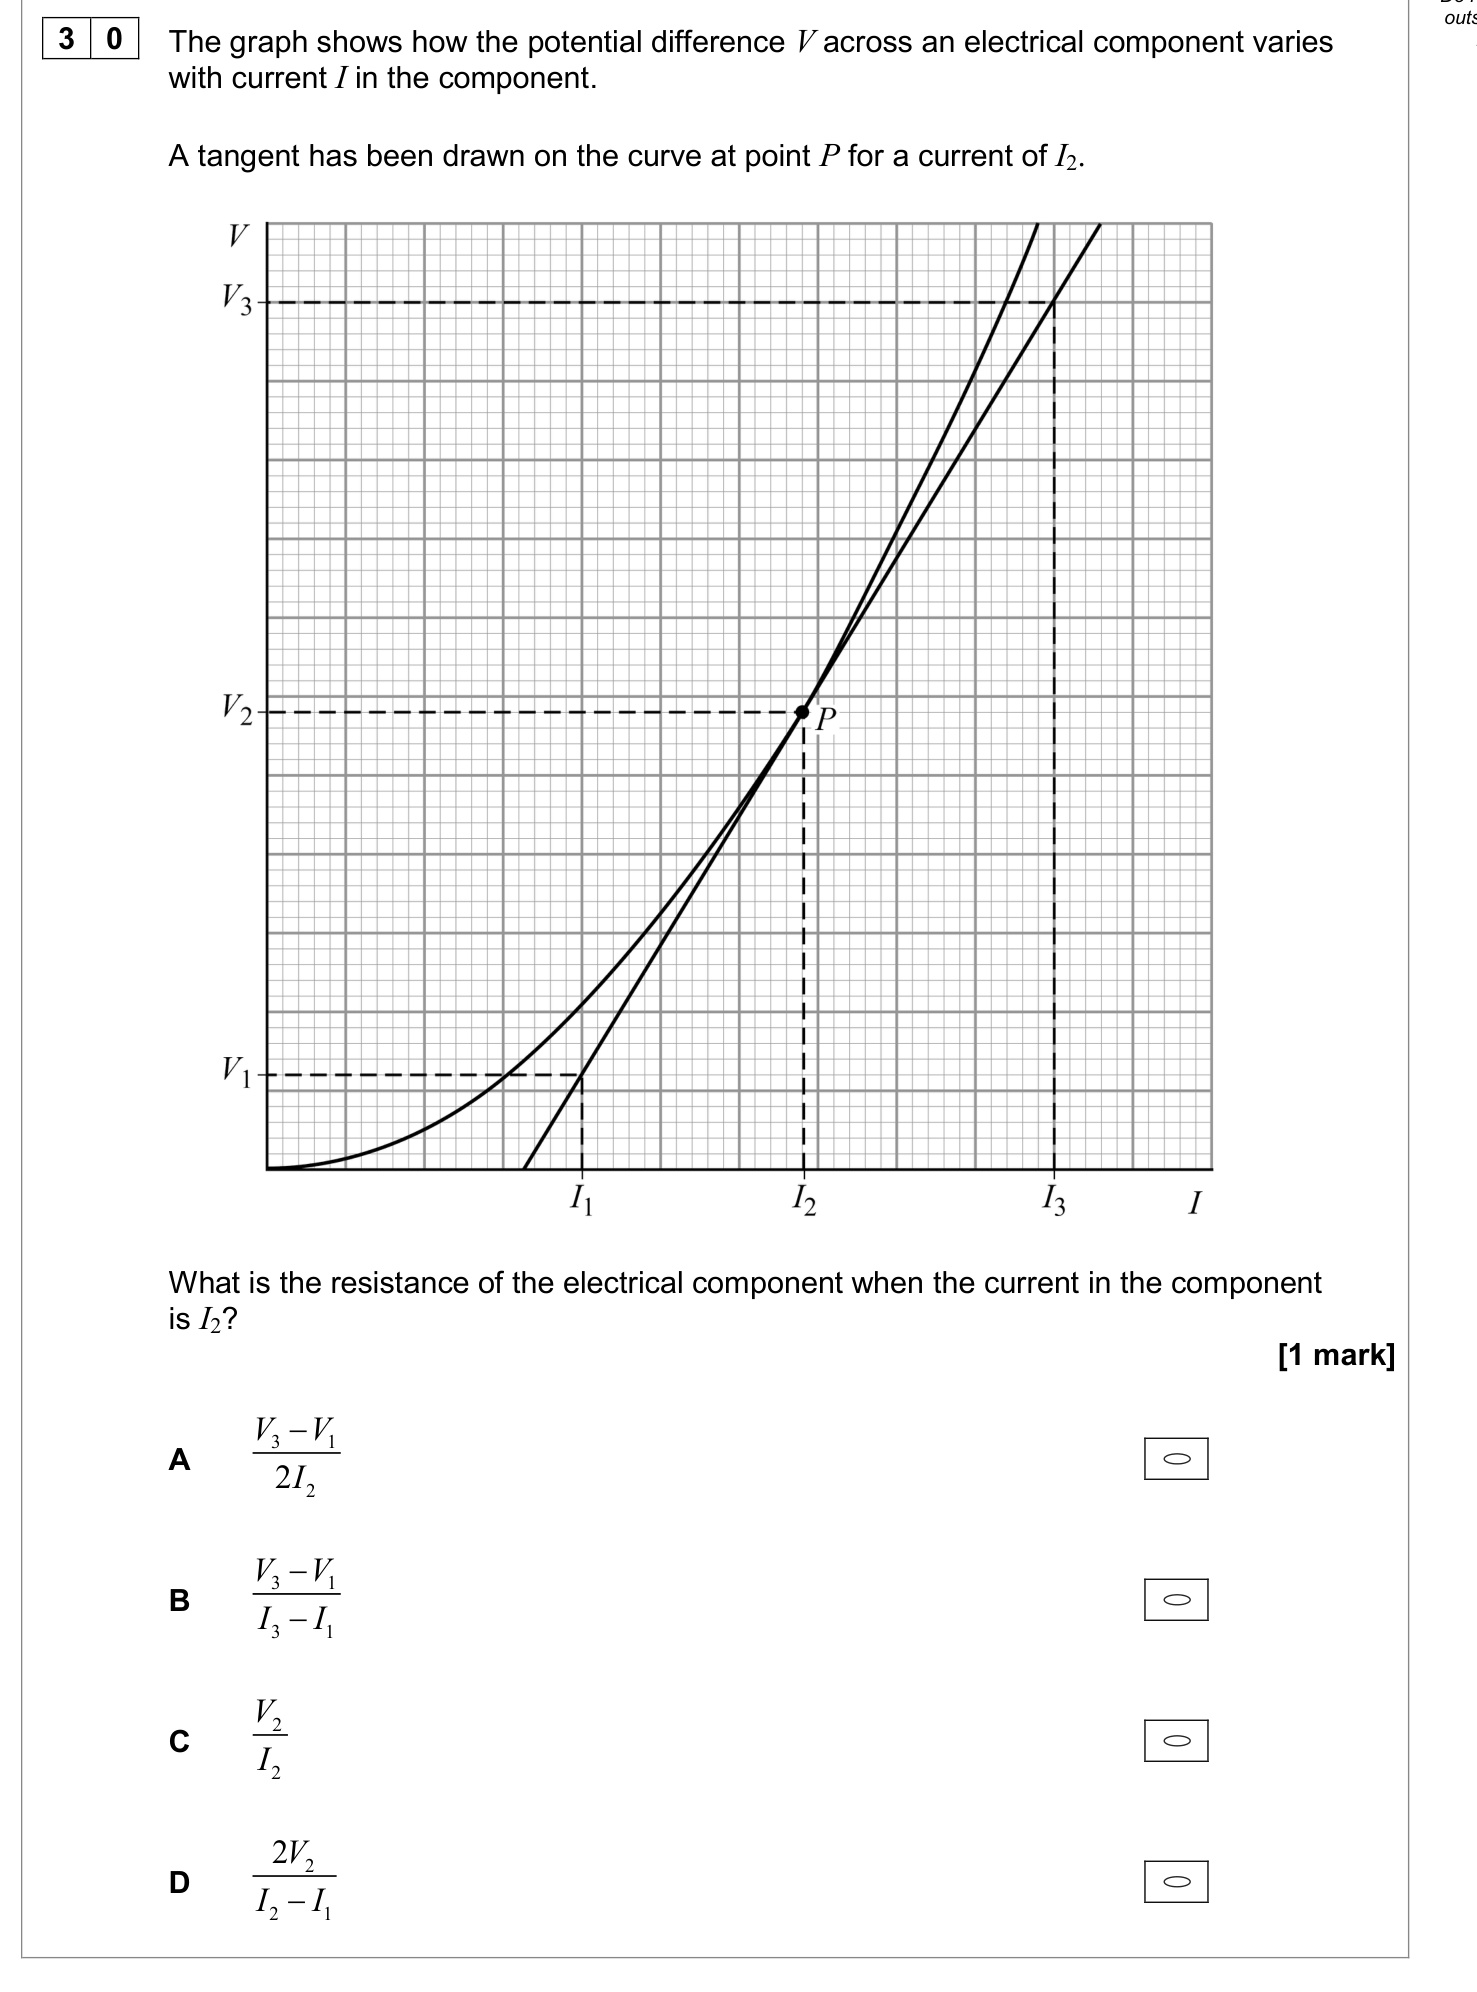 outs
3 0 The graph shows how the potential difference V across an electrical component varies
with current I in the component.
A tangent has been drawn on the curve at point P for a current of I₂.
V
V₃
V₂
P
V₁
I₁ I₂ I₃ I
What is the resistance of the electrical component when the current in the component
is I₂?
[1 mark]
A (V₃ − V₁) / (2I₂)
B (V₃ − V₁) / (I₃ − I₁)
C V₂ / I₂
D 2V₂ / (I₂ − I₁)